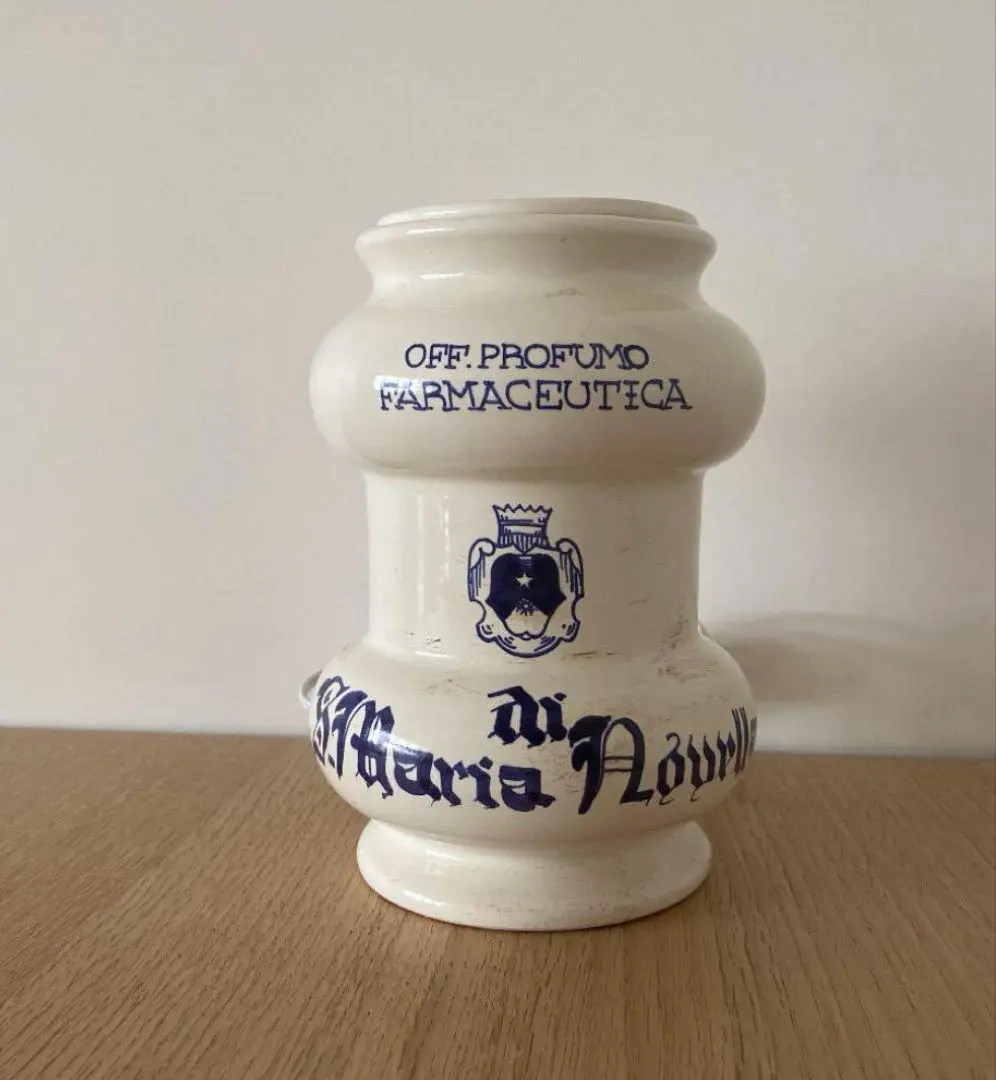 OFF. PROFUMO
FARMACEUTICA
di
S. Maria Novell